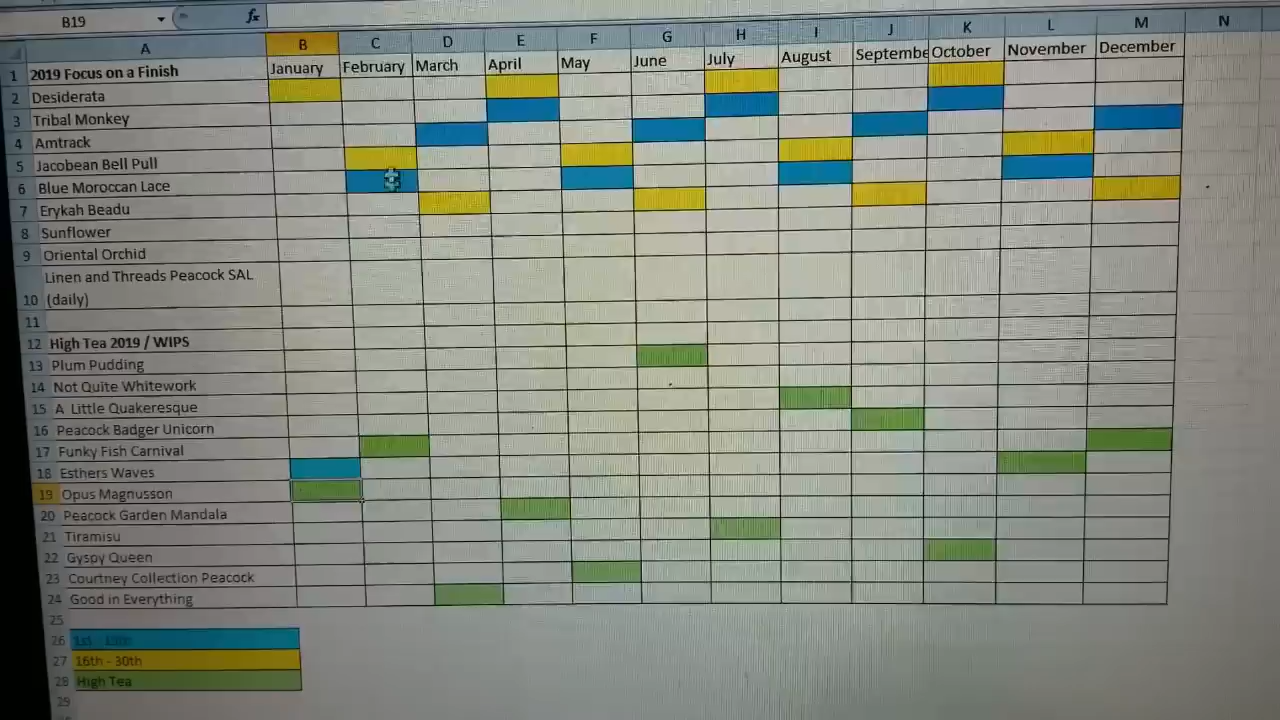 B19 fx
A B C D E F G H I J K L M N
1 2019 Focus on a Finish January February March April May June July August Septembe October November December
2 Desiderata
3 Tribal Monkey
4 Amtrack
5 Jacobean Bell Pull
6 Blue Moroccan Lace
7 Erykah Beadu
8 Sunflower
9 Oriental Orchid
Linen and Threads Peacock SAL
10 (daily)
11
12 High Tea 2019 / WIPS
13 Plum Pudding
14 Not Quite Whitework
15 A Little Quakeresque
16 Peacock Badger Unicorn
17 Funky Fish Carnival
18 Esthers Waves
19 Opus Magnusson
20 Peacock Garden Mandala
21 Tiramisu
22 Gyspy Queen
23 Courtney Collection Peacock
24 Good in Everything
25
26 1st - 15th
27 16th - 30th
28 High Tea
29